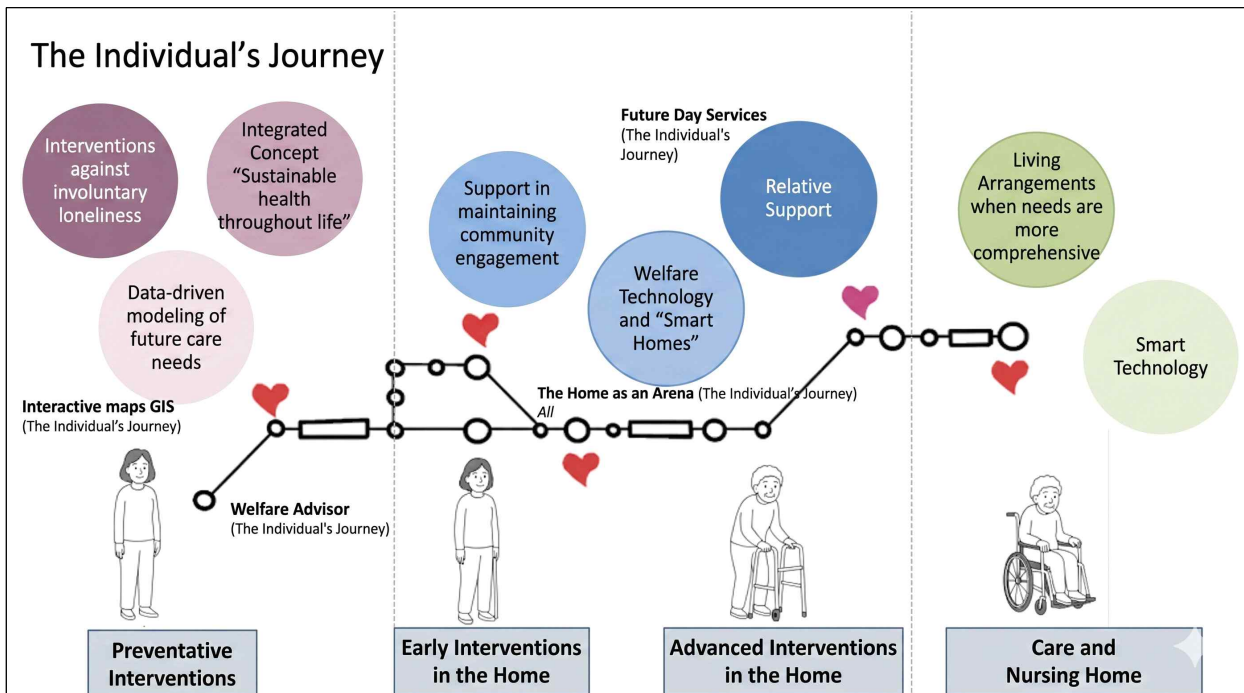 The Individual’s Journey
Interventions
against
involuntary
loneliness
Integrated
Concept
“Sustainable
health
throughout life”
Data-driven
modeling of
future care
needs
Interactive maps GIS
(The Individual’s Journey)
Welfare Advisor
(The Individual's Journey)
Support in
maintaining
community
engagement
Future Day Services
(The Individual's
Journey)
Relative
Support
Welfare
Technology
and “Smart
Homes”
The Home as an Arena (The Individual’s Journey)
All
Living
Arrangements
when needs are
more
comprehensive
Smart
Technology
Preventative
Interventions
Early Interventions
in the Home
Advanced Interventions
in the Home
Care and
Nursing Home